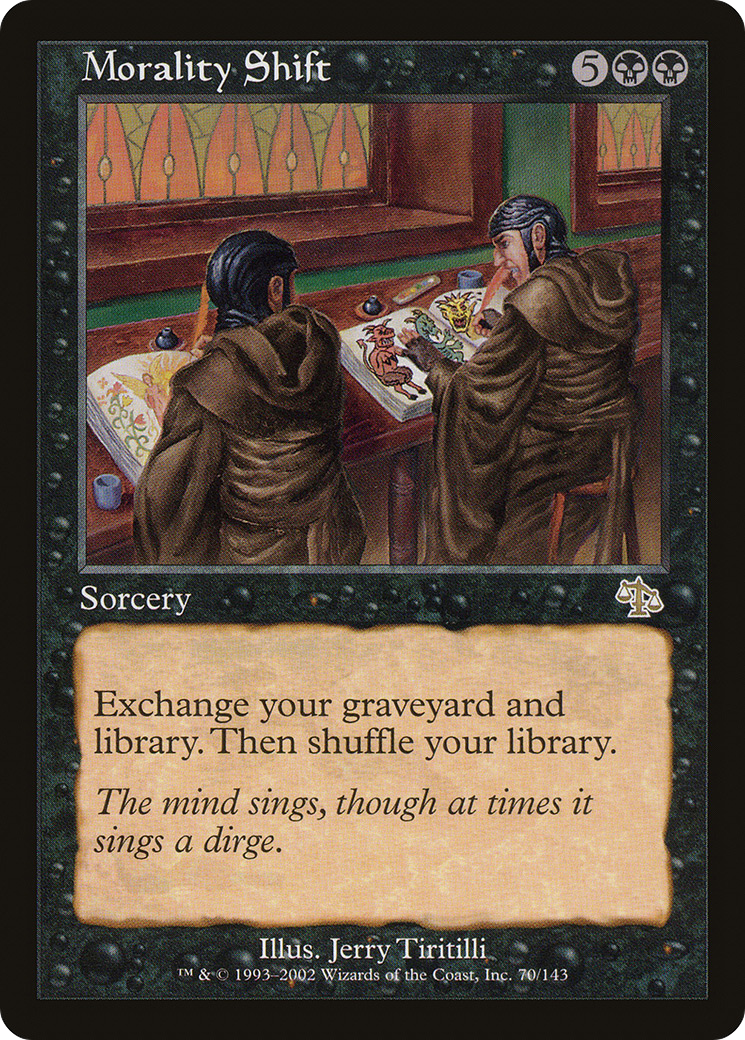 Morality Shift 5
Sorcery
Exchange your graveyard and
library. Then shuffle your library.
The mind sings, though at times it
sings a dirge.
Illus. Jerry Tiritilli
™ & © 1993–2002 Wizards of the Coast, Inc. 70/143